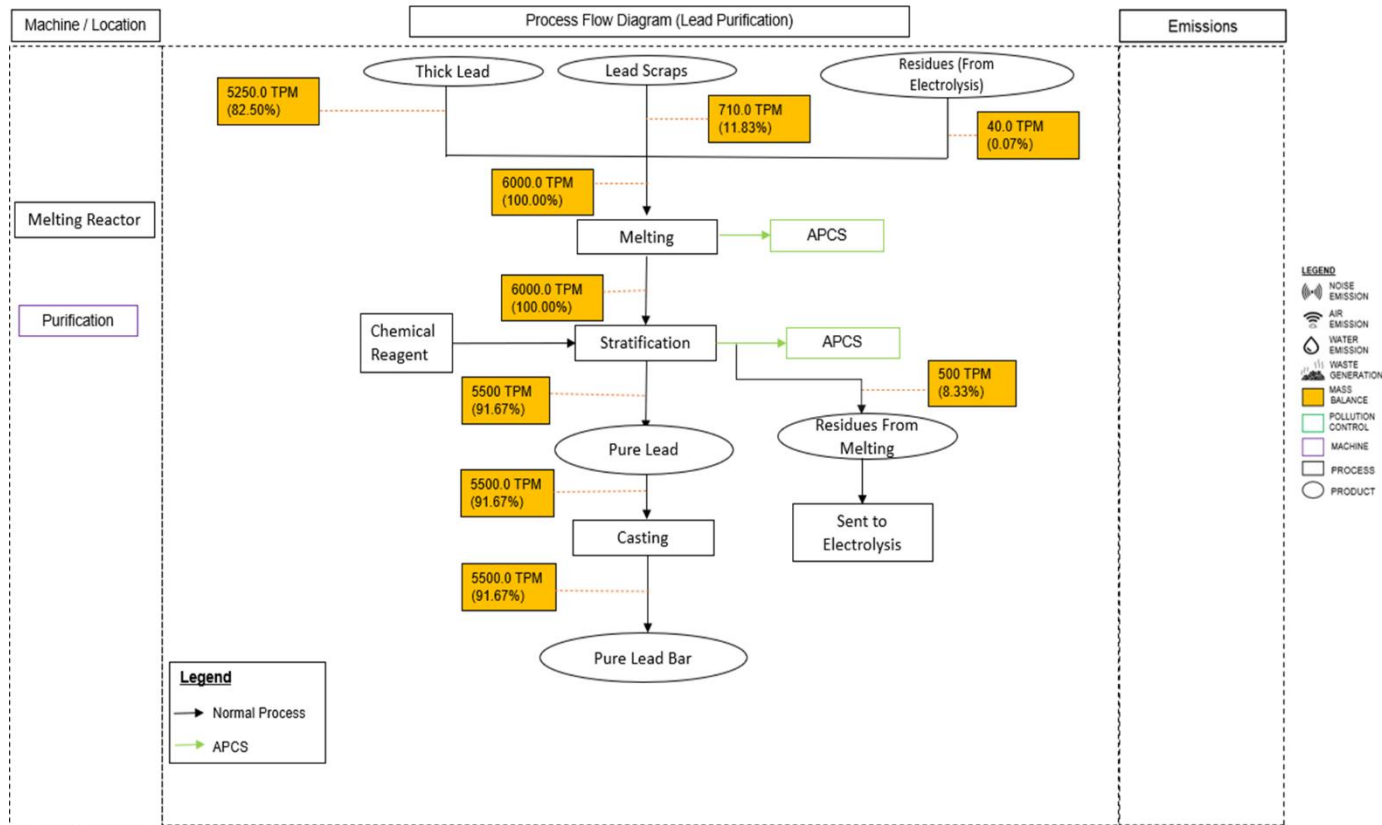 Machine / Location
Process Flow Diagram (Lead Purification)
Emissions
Thick Lead
Lead Scraps
Residues (From
Electrolysis)
5250.0 TPM
(82.50%)
710.0 TPM
(11.83%)
40.0 TPM
(0.07%)
6000.0 TPM
(100.00%)
Melting Reactor
Melting
APCS
6000.0 TPM
(100.00%)
Purification
Chemical
Reagent
Stratification
APCS
5500 TPM
(91.67%)
500 TPM
(8.33%)
Pure Lead
Residues From
Melting
5500.0 TPM
(91.67%)
Casting
Sent to
Electrolysis
5500.0 TPM
(91.67%)
Pure Lead Bar
Legend
Normal Process
APCS
LEGEND
NOISE
EMISSION
AIR
EMISSION
WATER
EMISSION
WASTE
GENERATION
MASS
BALANCE
POLLUTION
CONTROL
MACHINE
PROCESS
PRODUCT